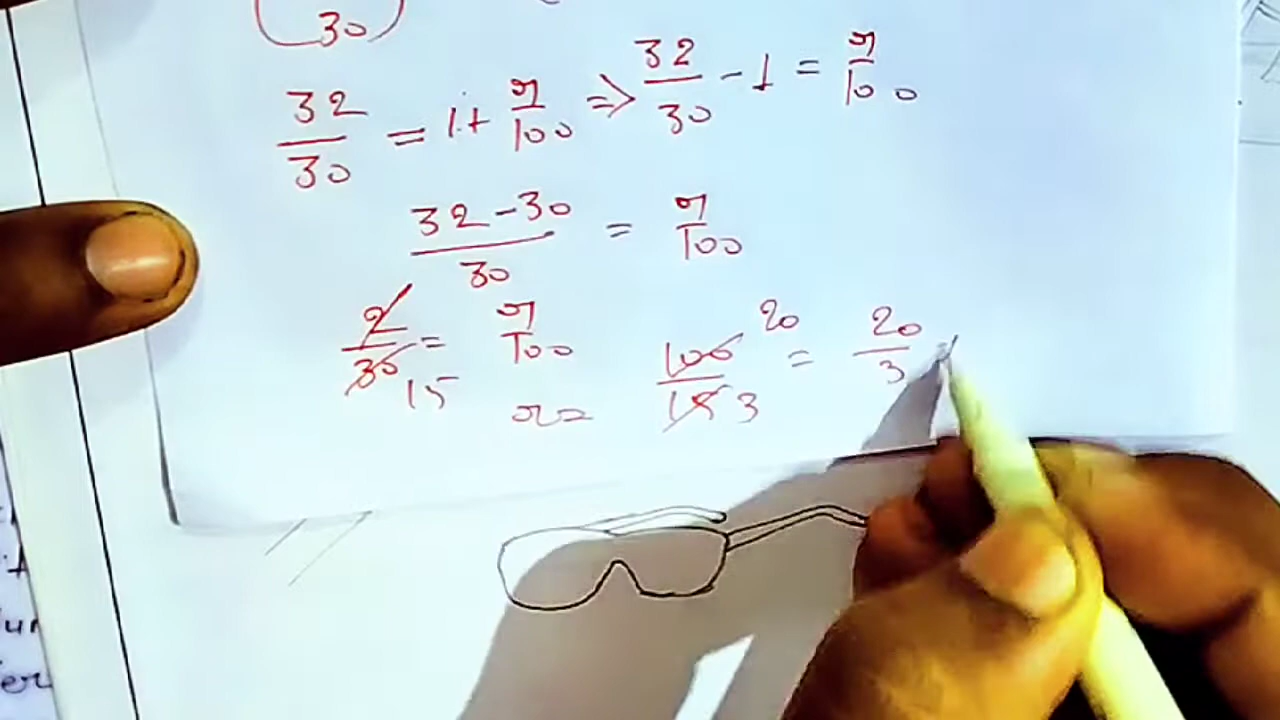 30
32/30 = 1 + r/100 => 32/30 - 1 = r/100
32-30/30 = r/100
2/30 15 = r/100
r = 100/15 20 3 = 20/3